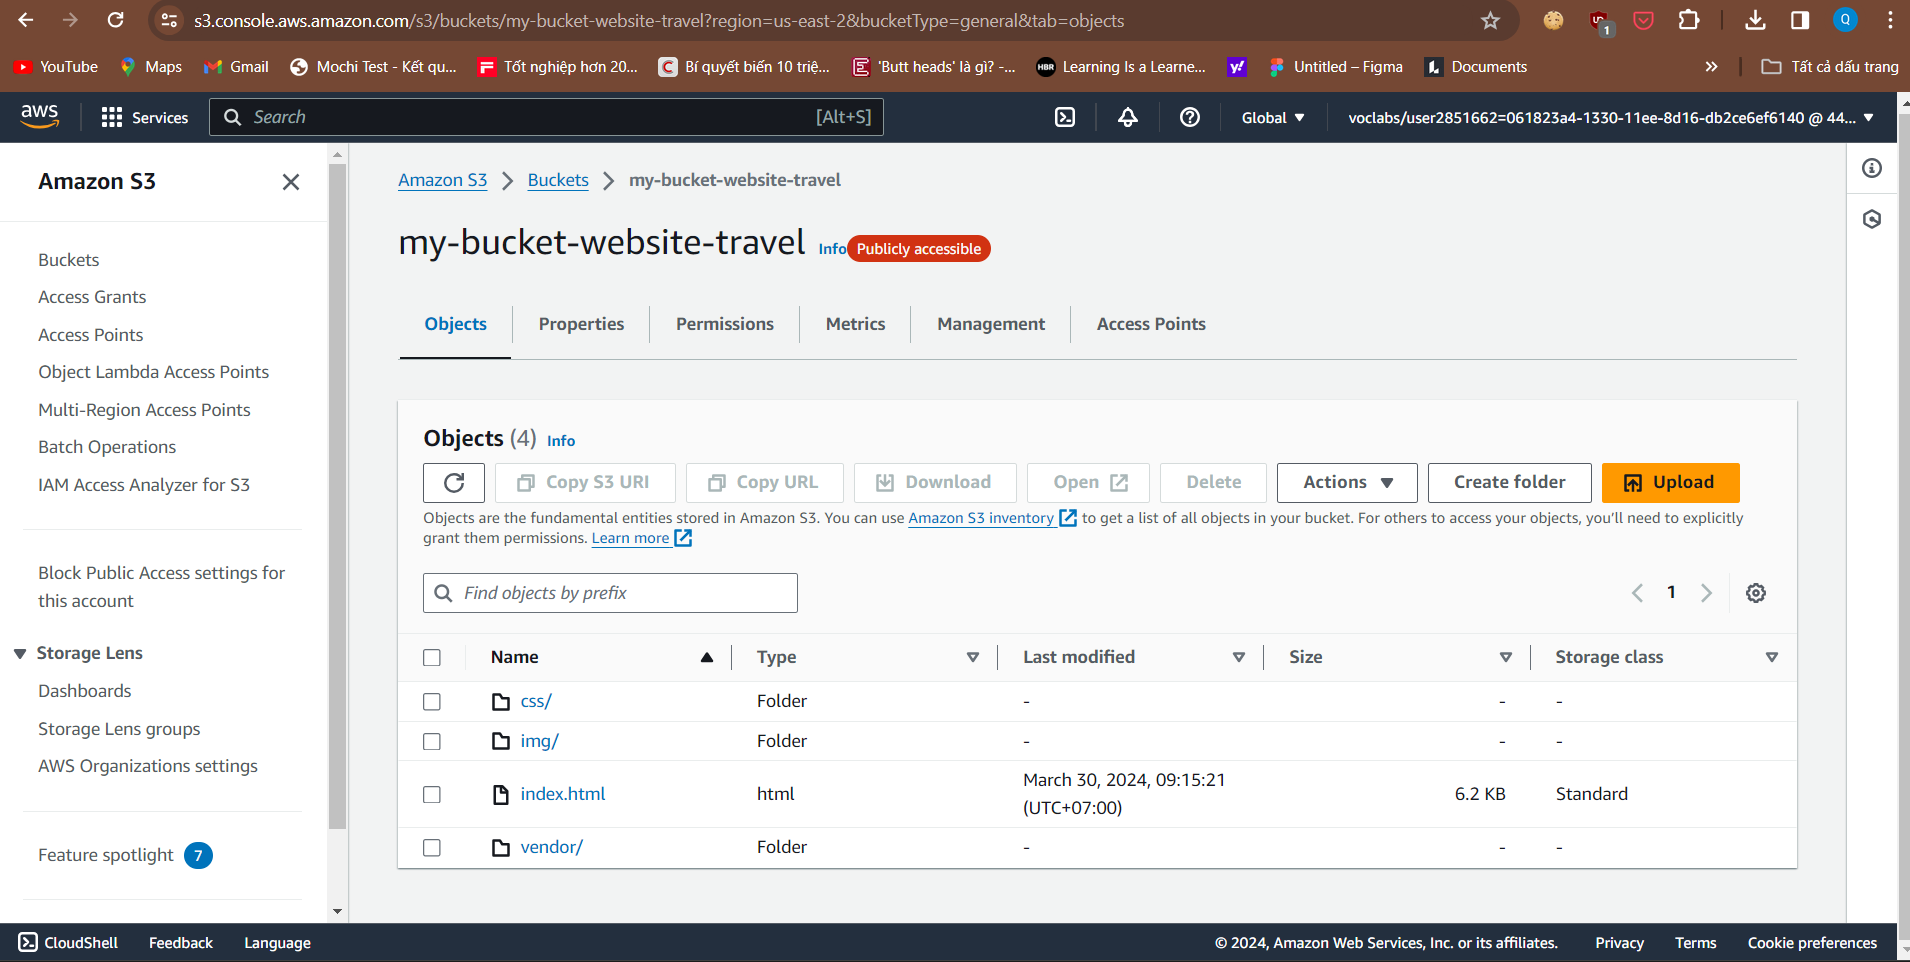 s3.console.aws.amazon.com/s3/buckets/my-bucket-website-travel?region=us-east-2&bucketType=general&tab=objects
1
Q
YouTube Maps Gmail Mochi Test - Kết qu... Tốt nghiệp hơn 20... Bí quyết biến 10 triệ... 'Butt heads' là gì? -... HBR Learning Is a Learne... y! Untitled – Figma Documents Tất cả dấu trang
aws Services Search [Alt+S] Global voclabs/user2851662=061823a4-1330-11ee-8d16-db2ce6ef6140 @ 44...
Amazon S3
Buckets
Access Grants
Access Points
Object Lambda Access Points
Multi-Region Access Points
Batch Operations
IAM Access Analyzer for S3
Block Public Access settings for
this account
Storage Lens
Dashboards
Storage Lens groups
AWS Organizations settings
Feature spotlight 7
Amazon S3 Buckets my-bucket-website-travel
my-bucket-website-travel Info Publicly accessible
Objects Properties Permissions Metrics Management Access Points
Objects (4) Info
Copy S3 URI Copy URL Download Open Delete Actions Create folder Upload
Objects are the fundamental entities stored in Amazon S3. You can use Amazon S3 inventory to get a list of all objects in your bucket. For others to access your objects, you'll need to explicitly
grant them permissions. Learn more
Find objects by prefix 1
Name Type Last modified Size Storage class
css/ Folder - - -
img/ Folder - - -
index.html html March 30, 2024, 09:15:21 (UTC+07:00) 6.2 KB Standard
vendor/ Folder - - -
CloudShell Feedback Language © 2024, Amazon Web Services, Inc. or its affiliates. Privacy Terms Cookie preferences